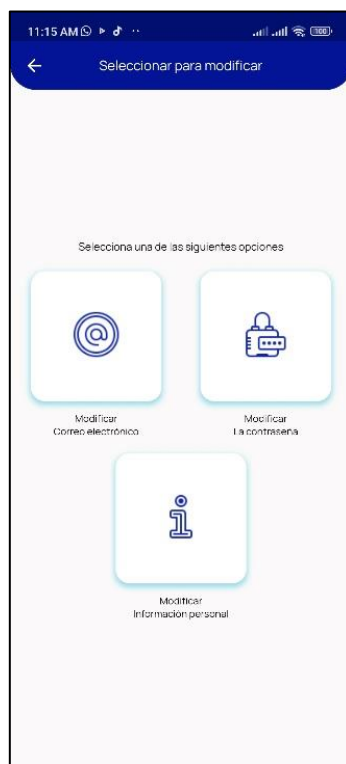 11:15 AM
100
Seleccionar para modificar
Selecciona una de las siguientes opciones
Modificar
Correo electrónico
Modificar
La contraseña
Modificar
Información personal